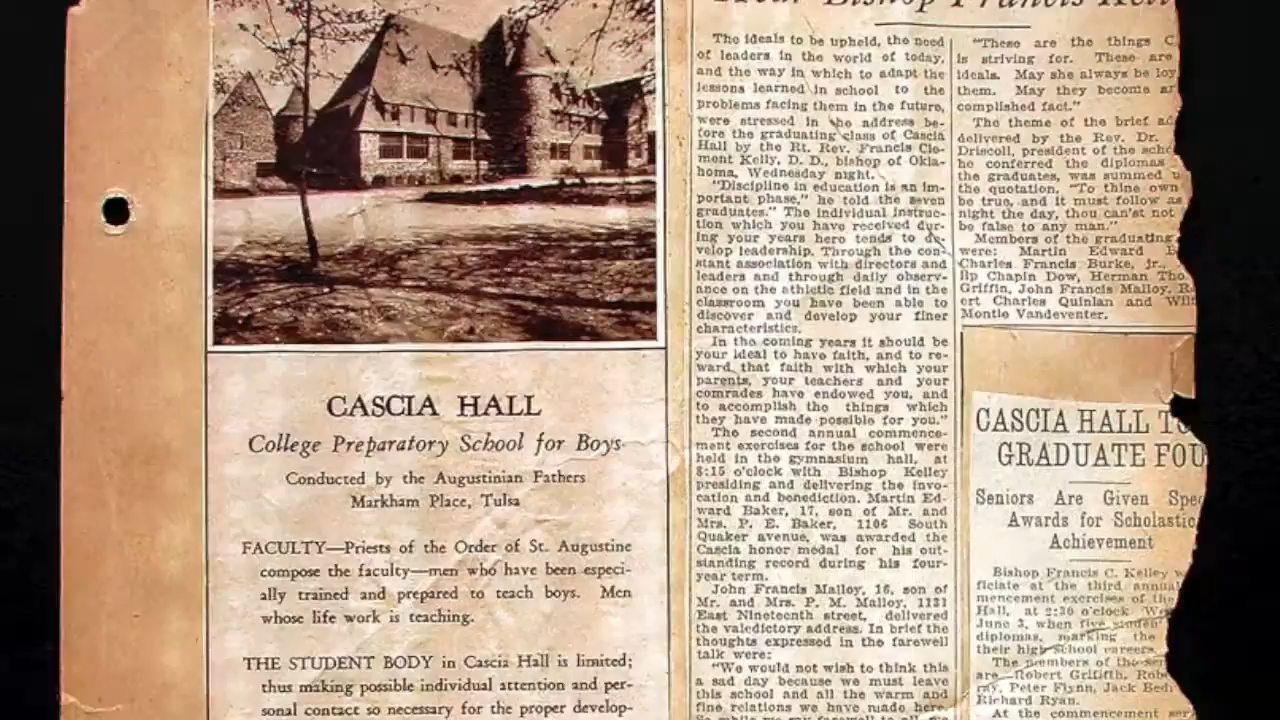 CASCIA HALL
College Preparatory School for Boys
Conducted by the Augustinian Fathers
Markham Place, Tulsa
FACULTY—Priests of the Order of St. Augustine
compose the faculty—men who have been especi-
ally trained and prepared to teach boys. Men
whose life work is teaching.
THE STUDENT BODY in Cascia Hall is limited;
thus making possible individual attention and per-
sonal contact so necessary for the proper develop-
Bishop Francis
The ideals to be upheld, the need
of leaders in the world of today,
and the way in which to adapt the
lessons learned in school to the
problems facing them in the future,
were stressed in the address be-
fore the graduating class of Cascia
Hall by the Rt. Rev. Francis Cle-
ment Kelly, D. D., bishop of Okla-
homa, Wednesday night.
"Discipline in education is an im-
portant phase," he told the seven
graduates." The individual instruc-
tion which you have received dur-
ing your years here tends to de-
velop leadership. Through the con-
stant association with directors and
leaders and through daily observ-
ance on the athletic field and in the
classroom you have been able to
discover and develop your finer
characteristics.
In the coming years it should be
your ideal to have faith, and to re-
ward that faith with which your
parents, your teachers and your
comrades have endowed you, and
to accomplish the things which
they have made possible for you."
The second annual commence-
ment exercises for the school were
held in the gymnasium hall, at
8:15 o'clock with Bishop Kelley
presiding and delivering the invo-
cation and benediction. Martin Ed-
ward Baker, 17, son of Mr. and
Mrs. P. E. Baker, 1106 South
Quaker avenue, was awarded the
Cascia honor medal for his out-
standing record during his four-
year term.
John Francis Malloy, 16, son of
Mr. and Mrs. P. M. Malloy, 1131
East Nineteenth street, delivered
the valedictory address. In brief the
thoughts expressed in the farewell
talk were:
"We would not wish to think this
a sad day because we must leave
this school and all the warm and
fine relations we have made here.
"These are the things
is striving for. These are
ideals. May she always be
them. May they become
complished fact."
The theme of the brief
delivered by the Rev. Dr.
Driscoll, president of the
he conferred the diplomas
the graduates, was summed
the quotation, "To thine own
be true, and it must follow as
night the day, thou can'st not
be false to any man."
Members of the graduating
were: Martin Edward
Charles Francis Burke, Jr.,
lip Chapin Dow, Herman
Griffin, John Francis Malloy,
ert Charles Quinlan and
Montie Vandeventer.
CASCIA HALL TO
GRADUATE
Seniors Are Given
Awards for
Achievement
Bishop Francis C. Kelley
ficiate at the third annual
mencement exercises of the
Hall, at 2:30 o'clock
June 3, when five
diplomas, marking the
their high school careers.
The members of the
are Robert Griffith,
ray, Peter Flynn, Jack
Richard Ryan.
At the commencement